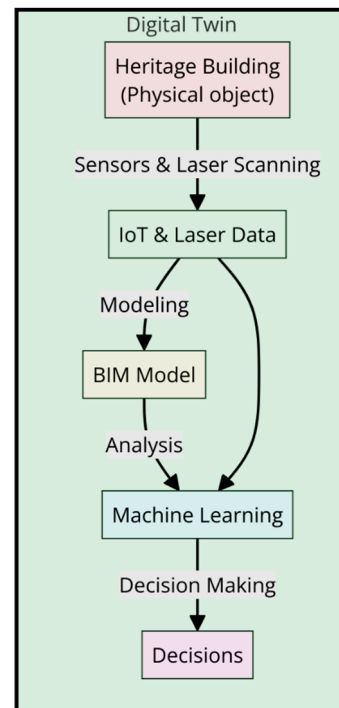 Digital Twin
Heritage Building
(Physical object)
Sensors & Laser Scanning
IoT & Laser Data
Modeling
BIM Model
Analysis
Machine Learning
Decision Making
Decisions